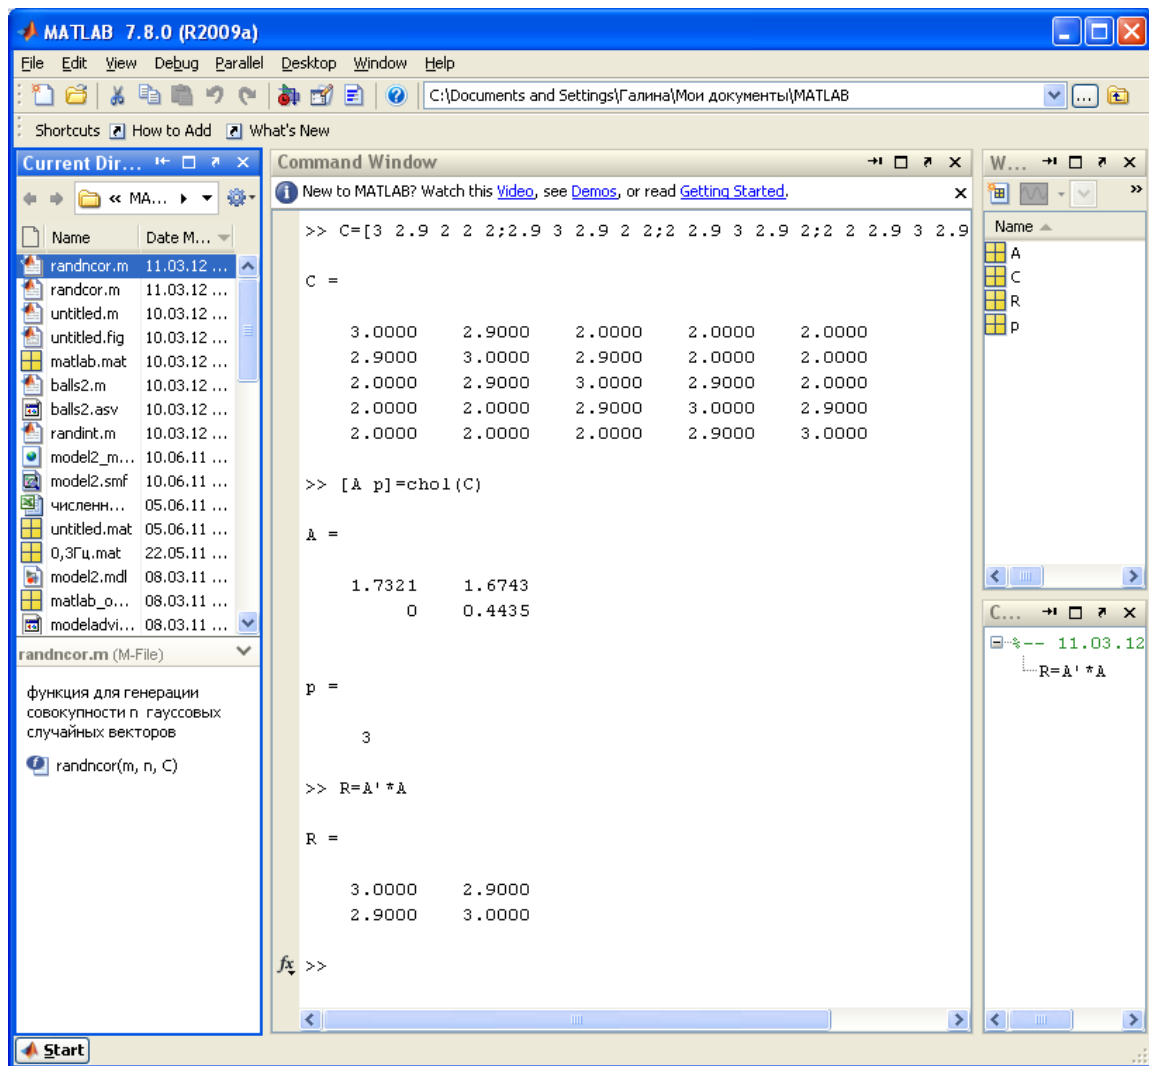 MATLAB 7.8.0 (R2009a)
File Edit View Debug Parallel Desktop Window Help
C:\Documents and Settings\Галина\Мои документы\MATLAB
Shortcuts How to Add What's New
Current Dir...
« MA...
Name Date M...
randncor.m 11.03.12 ...
randcor.m 11.03.12 ...
untitled.m 10.03.12 ...
untitled.fig 10.03.12 ...
matlab.mat 10.03.12 ...
balls2.m 10.03.12 ...
balls2.asv 10.03.12 ...
randint.m 10.03.12 ...
model2_m... 10.06.11 ...
model2.smf 10.06.11 ...
численн... 05.06.11 ...
untitled.mat 05.06.11 ...
0,3Гц.mat 22.05.11 ...
model2.mdl 08.03.11 ...
matlab_o... 08.03.11 ...
modeladvi... 08.03.11 ...
randncor.m (M-File)
функция для генерации
совокупности n гауссовых
случайных векторов
randncor(m, n, C)
Command Window
New to MATLAB? Watch this Video, see Demos, or read Getting Started.
>> C=[3 2.9 2 2 2;2.9 3 2.9 2 2;2 2.9 3 2.9 2;2 2 2.9 3 2.9
C =
3.0000 2.9000 2.0000 2.0000 2.0000
2.9000 3.0000 2.9000 2.0000 2.0000
2.0000 2.9000 3.0000 2.9000 2.0000
2.0000 2.0000 2.9000 3.0000 2.9000
2.0000 2.0000 2.0000 2.9000 3.0000
>> [A p]=chol(C)
A =
1.7321 1.6743
0 0.4435
p =
3
>> R=A'*A
R =
3.0000 2.9000
2.9000 3.0000
fx >>
W...
Name
A
C
R
p
C...
%-- 11.03.12
R=A'*A
Start